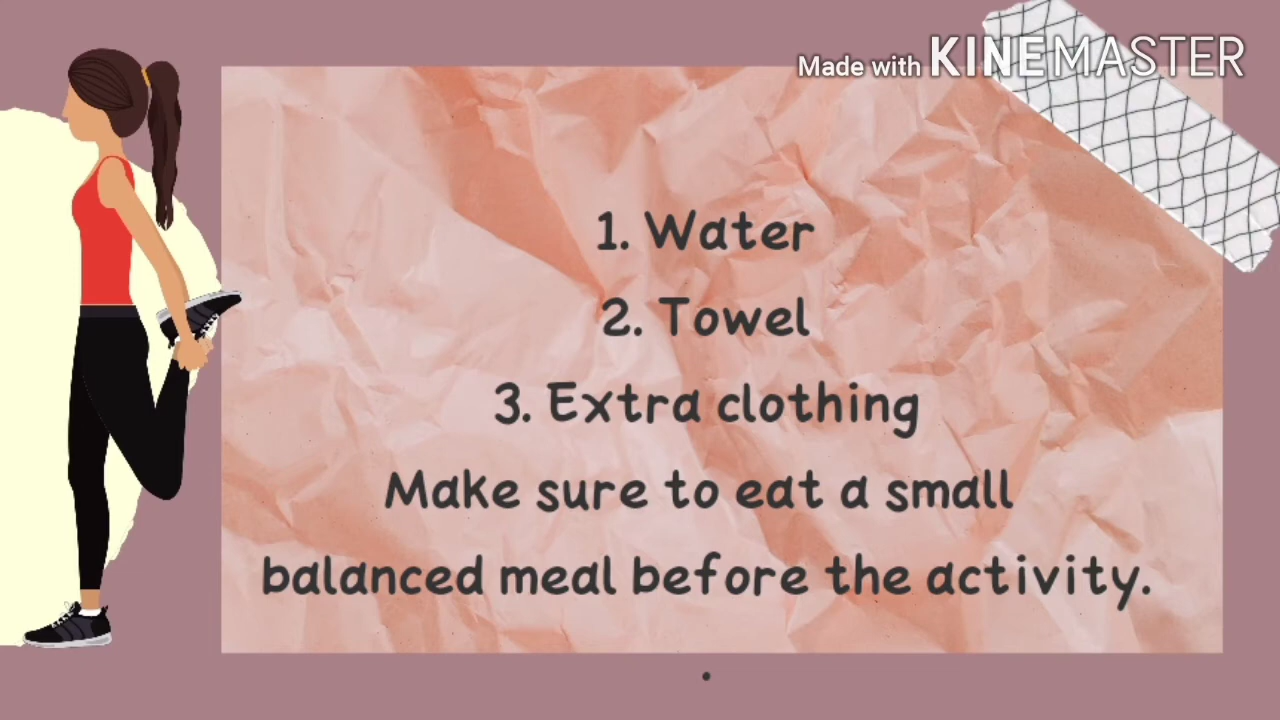 Made with KINEMASTER
1. Water
2. Towel
3. Extra clothing
Make sure to eat a small
balanced meal before the activity.
.